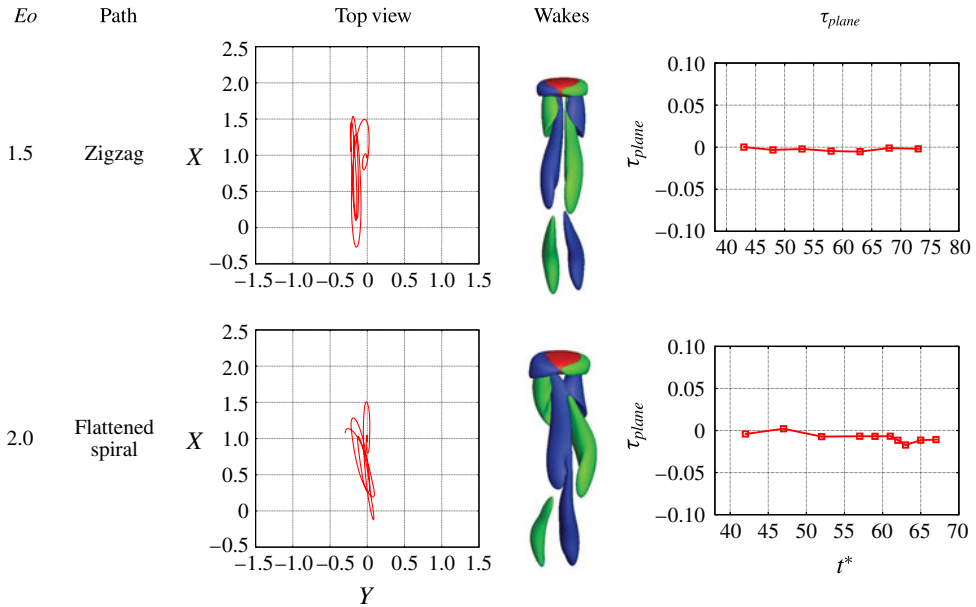 Eo Path Top view Wakes τplane
1.5 Zigzag
X
2.5
2.0
1.5
1.0
0.5
0
−0.5
−1.5 −1.0 −0.5 0 0.5 1.0 1.5
τplane
0.10
0.05
0
−0.05
−0.10
40 45 50 55 60 65 70 75 80
2.0 Flattened
spiral
X
2.5
2.0
1.5
1.0
0.5
0
−0.5
−1.5 −1.0 −0.5 0 0.5 1.0 1.5
Y
τplane
0.10
0.05
0
−0.05
−0.10
40 45 50 55 60 65 70
t*